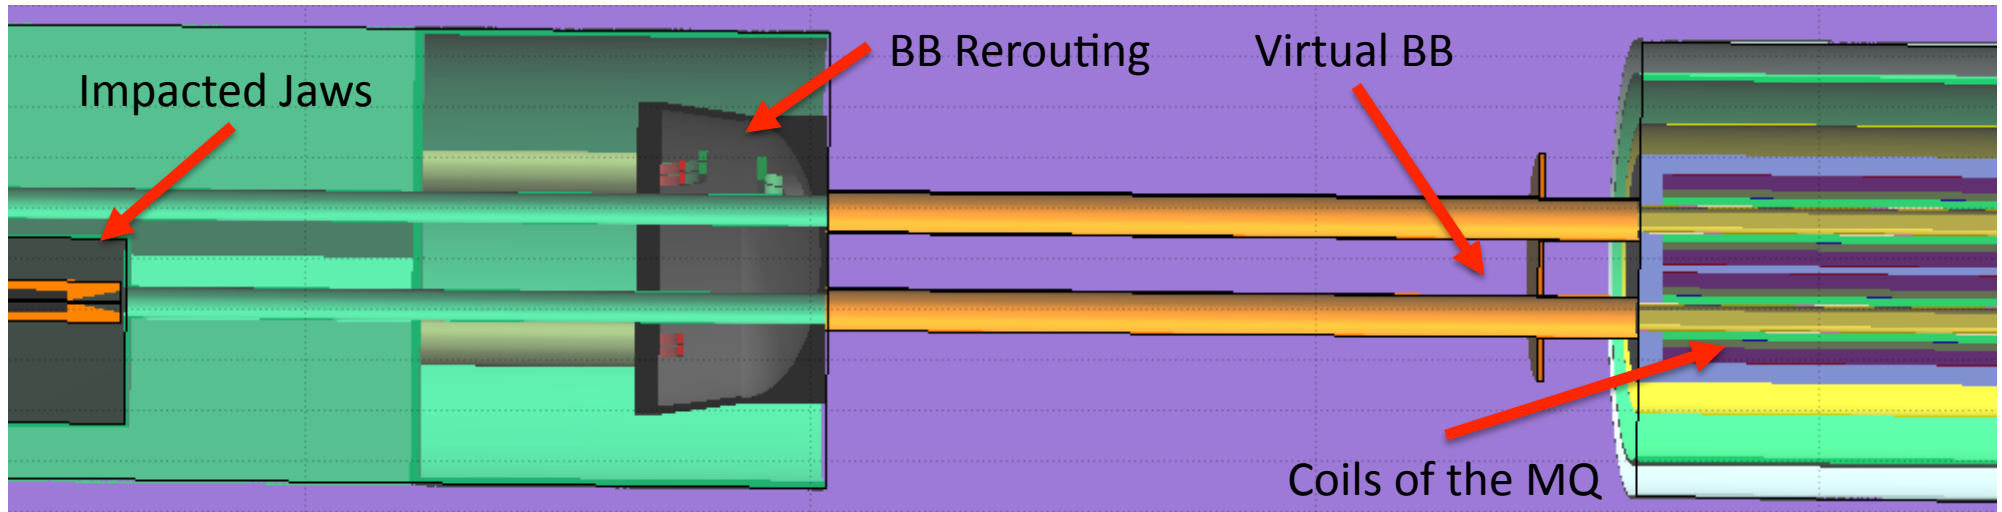 Impacted Jaws
BB Rerouting
Virtual BB
Coils of the MQ